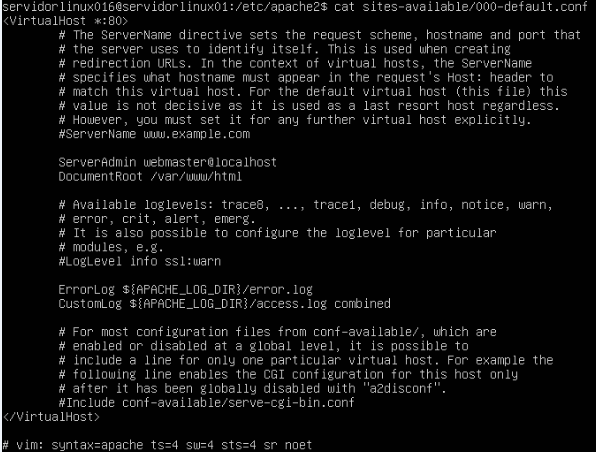 servidorlinux016@servidorlinux01:/etc/apache2$ cat sites-available/000-default.conf
<VirtualHost *:80>
# The ServerName directive sets the request scheme, hostname and port that
# the server uses to identify itself. This is used when creating
# redirection URLs. In the context of virtual hosts, the ServerName
# specifies what hostname must appear in the request's Host: header to
# match this virtual host. For the default virtual host (this file) this
# value is not decisive as it is used as a last resort host regardless.
# However, you must set it for any further virtual host explicitly.
#ServerName www.example.com
ServerAdmin webmaster@localhost
DocumentRoot /var/www/html
# Available loglevels: trace8, ..., trace1, debug, info, notice, warn,
# error, crit, alert, emerg.
# It is also possible to configure the loglevel for particular
# modules, e.g.
#LogLevel info ssl:warn
ErrorLog ${APACHE_LOG_DIR}/error.log
CustomLog ${APACHE_LOG_DIR}/access.log combined
# For most configuration files from conf-available/, which are
# enabled or disabled at a global level, it is possible to
# include a line for only one particular virtual host. For example the
# following line enables the CGI configuration for this host only
# after it has been globally disabled with "a2disconf".
#Include conf-available/serve-cgi-bin.conf
</VirtualHost>
# vim: syntax=apache ts=4 sw=4 sts=4 sr noet